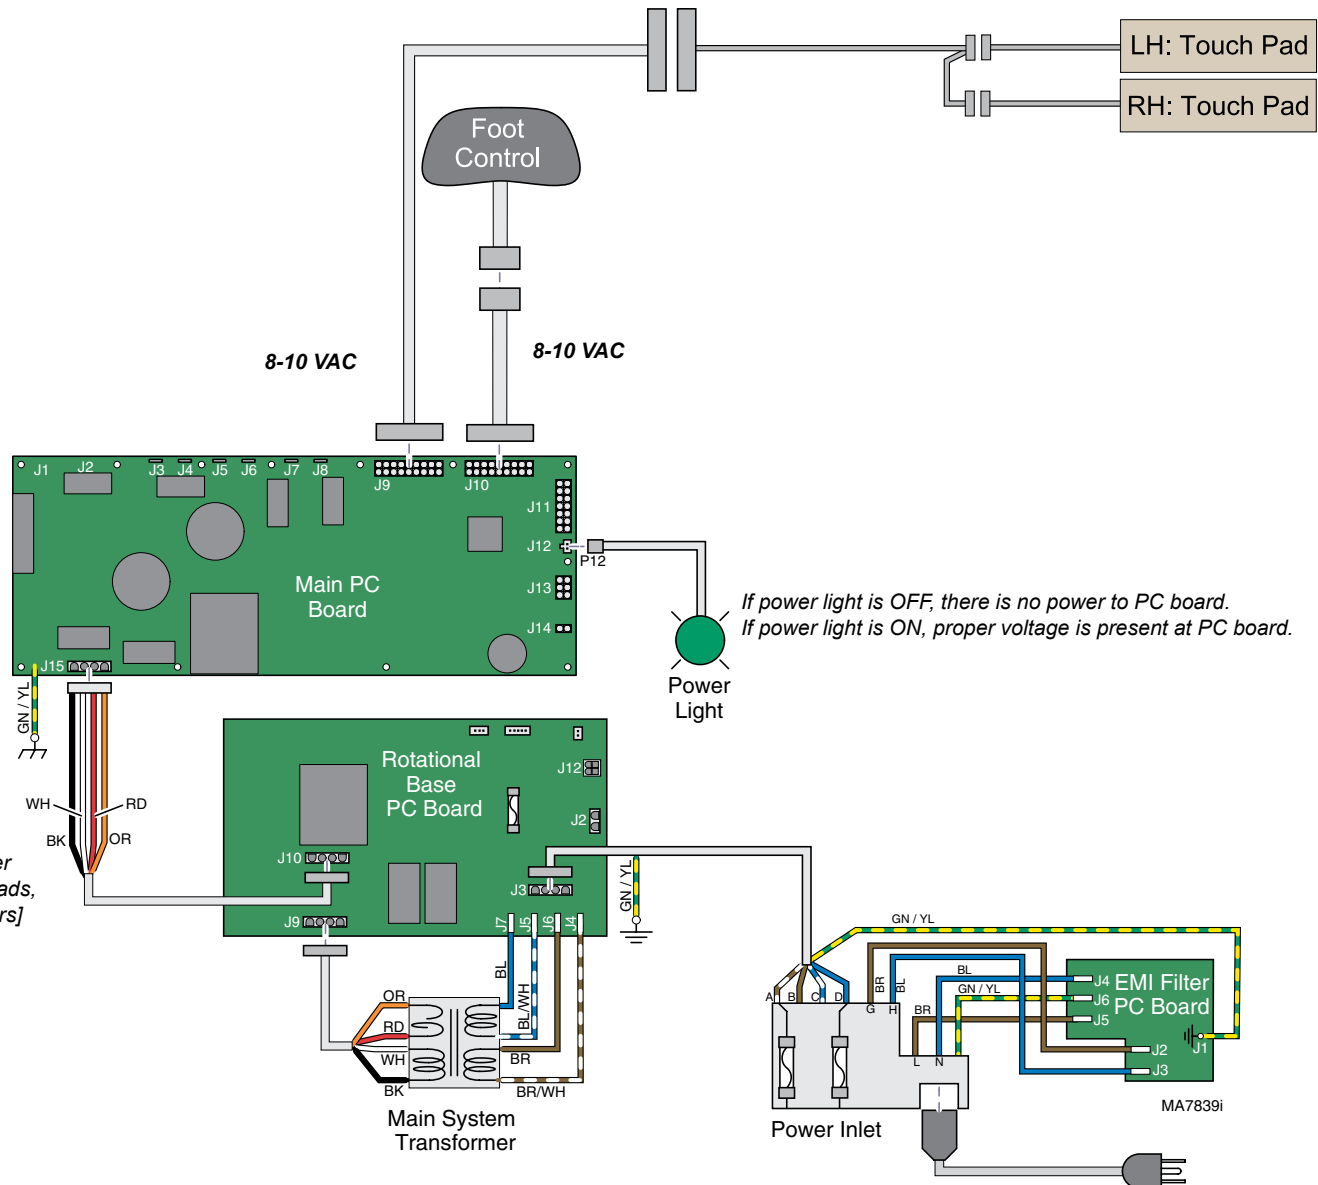 LH: Touch Pad
RH: Touch Pad
Foot
Control
8-10 VAC
8-10 VAC
J1
J2
J3
J4
J5
J6
J7
J8
J9
J10
J11
J12
P12
J13
J14
J15
Main PC
Board
If power light is OFF, there is no power to PC board.
If power light is ON, proper voltage is present at PC board.
Power
Light
GN / YL
WH
RD
BK
OR
er
ads,
rs]
Rotational
Base
PC Board
J12
J2
J10
J3
J9
J7
J5
J6
J4
GN / YL
BL
BL/WH
OR
RD
WH
BK
BR
BR/WH
Main System
Transformer
GN / YL
A
B
C
D
BR
BL
G
H
BL
GN / YL
BR
L
N
J4
J6
J5
EMI Filter
PC Board
J1
J2
J3
MA7839i
Power Inlet